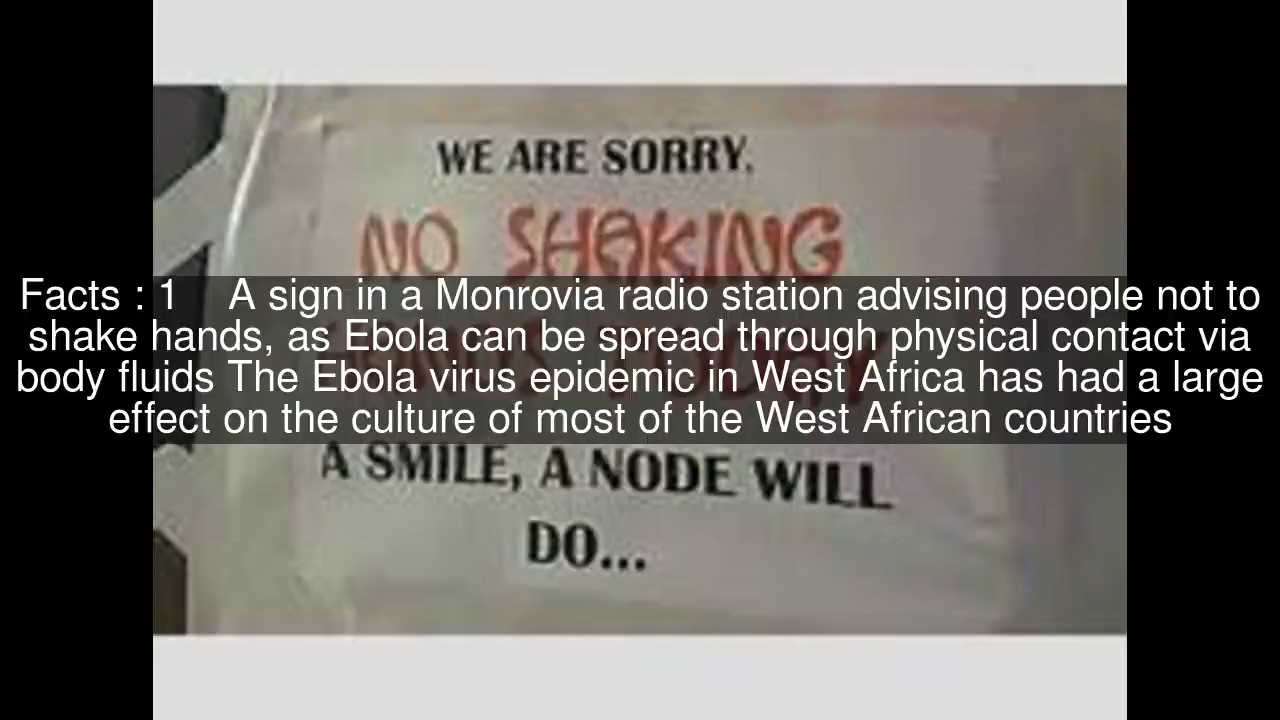 WE ARE SORRY.
NO SHAKING
Facts : 1 A sign in a Monrovia radio station advising people not to
shake hands, as Ebola can be spread through physical contact via
body fluids The Ebola virus epidemic in West Africa has had a large
effect on the culture of most of the West African countries
A SMILE, A NODE WILL
DO...